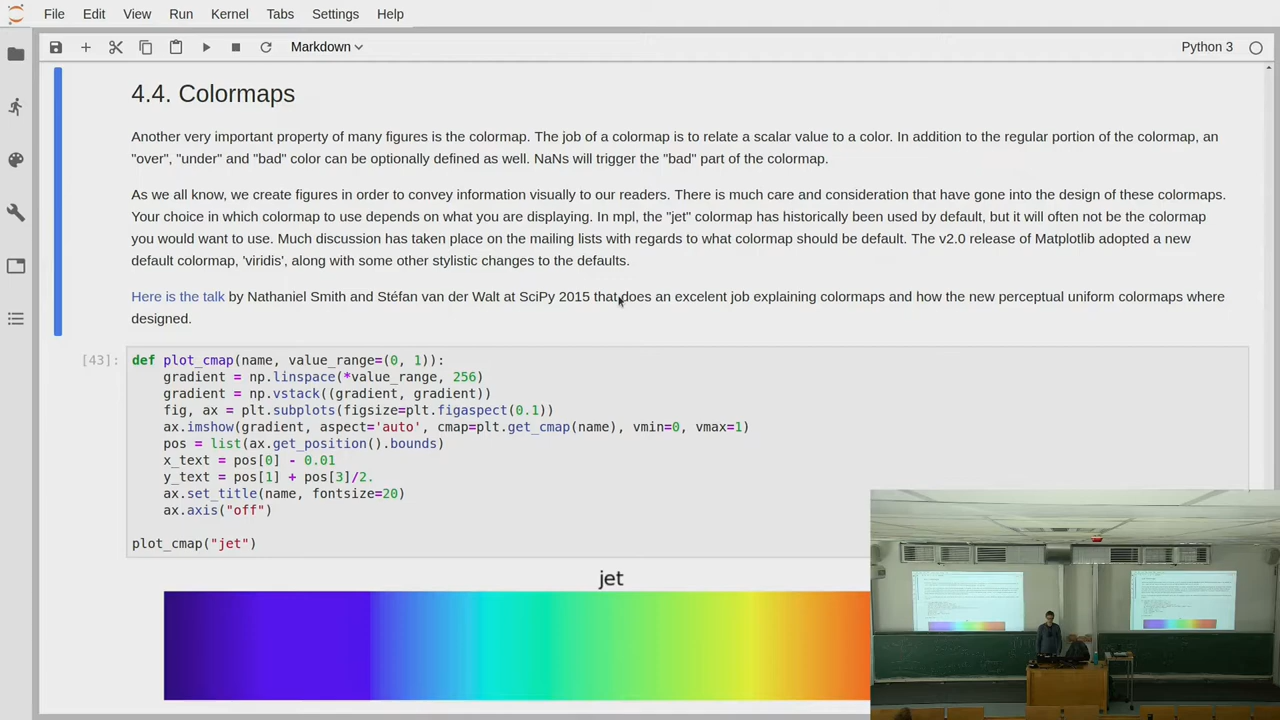 File Edit View Run Kernel Tabs Settings Help
Markdown Python 3
4.4. Colormaps
Another very important property of many figures is the colormap. The job of a colormap is to relate a scalar value to a color. In addition to the regular portion of the colormap, an
"over", "under" and "bad" color can be optionally defined as well. NaNs will trigger the "bad" part of the colormap.
As we all know, we create figures in order to convey information visually to our readers. There is much care and consideration that have gone into the design of these colormaps.
Your choice in which colormap to use depends on what you are displaying. In mpl, the "jet" colormap has historically been used by default, but it will often not be the colormap
you would want to use. Much discussion has taken place on the mailing lists with regards to what colormap should be default. The v2.0 release of Matplotlib adopted a new
default colormap, 'viridis', along with some other stylistic changes to the defaults.
Here is the talk by Nathaniel Smith and Stéfan van der Walt at SciPy 2015 that does an excelent job explaining colormaps and how the new perceptual uniform colormaps where
designed.
[43]: def plot_cmap(name, value_range=(0, 1)):
gradient = np.linspace(*value_range, 256)
gradient = np.vstack((gradient, gradient))
fig, ax = plt.subplots(figsize=plt.figaspect(0.1))
ax.imshow(gradient, aspect='auto', cmap=plt.get_cmap(name), vmin=0, vmax=1)
pos = list(ax.get_position().bounds)
x_text = pos[0] - 0.01
y_text = pos[1] + pos[3]/2.
ax.set_title(name, fontsize=20)
ax.axis("off")
plot_cmap("jet")
jet